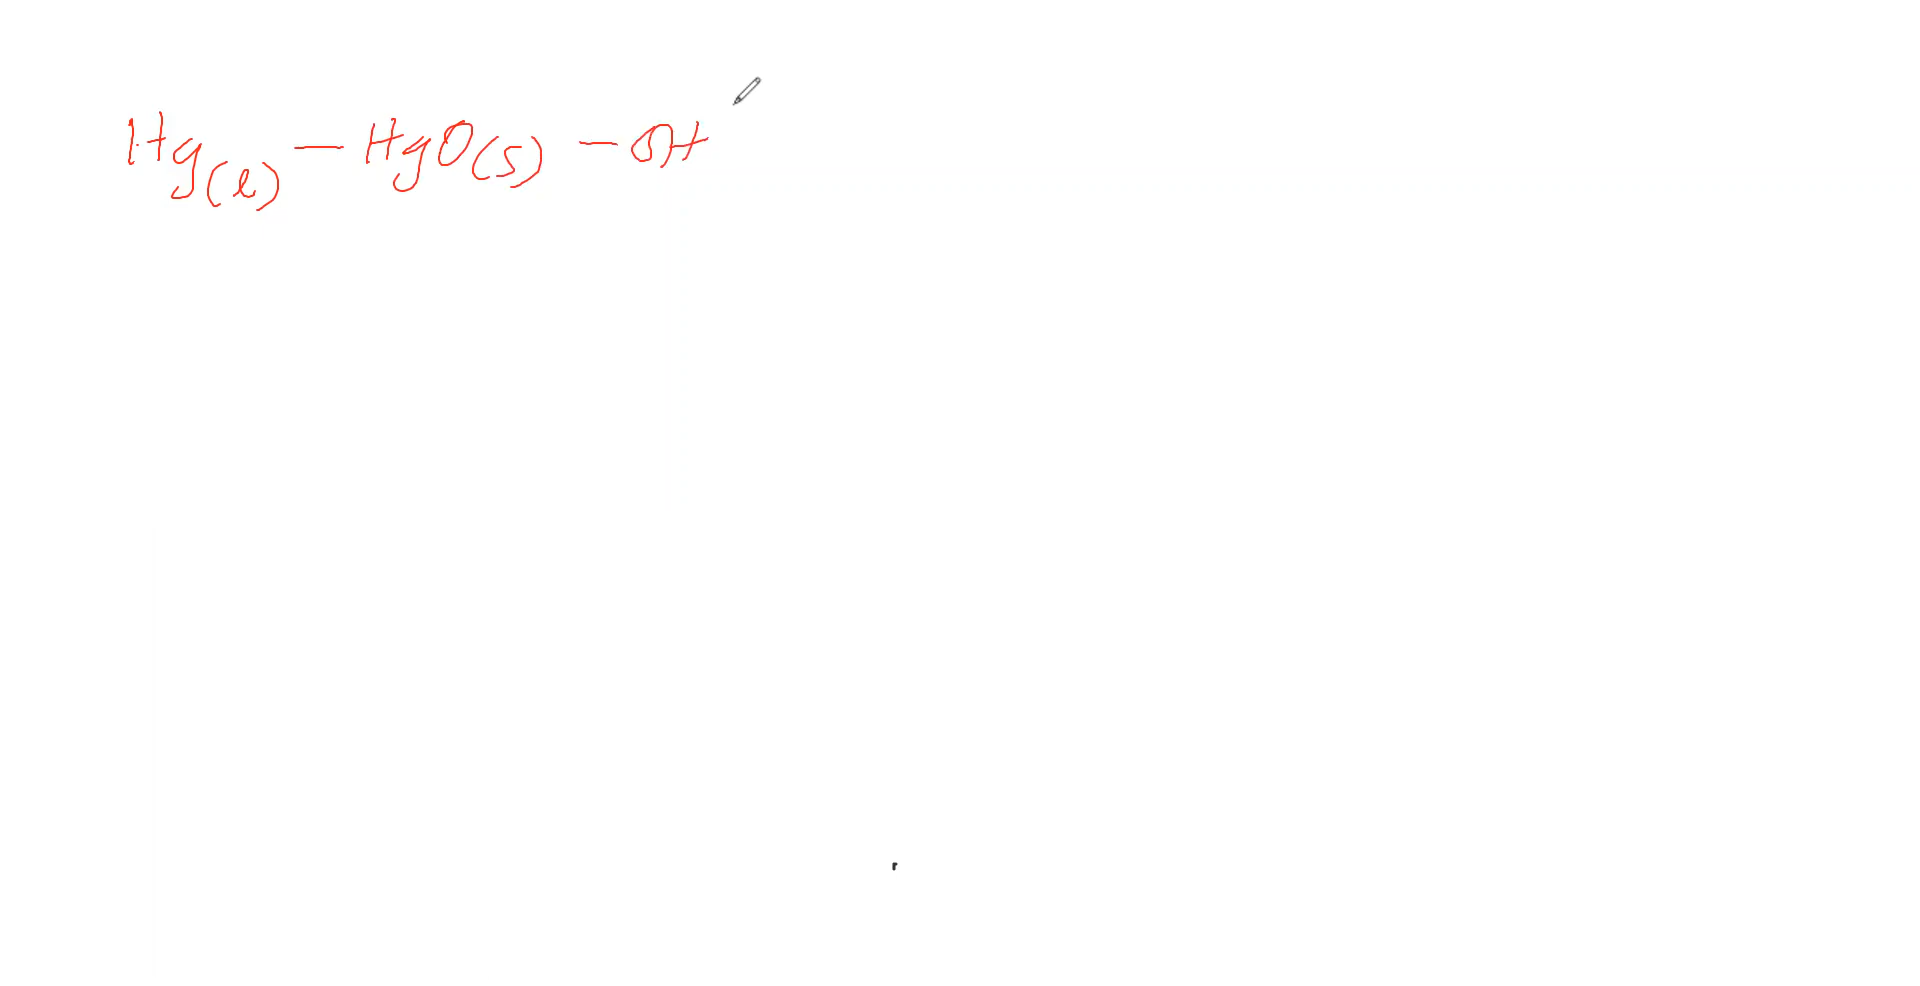 Hg(l) — HgO(s) – OH